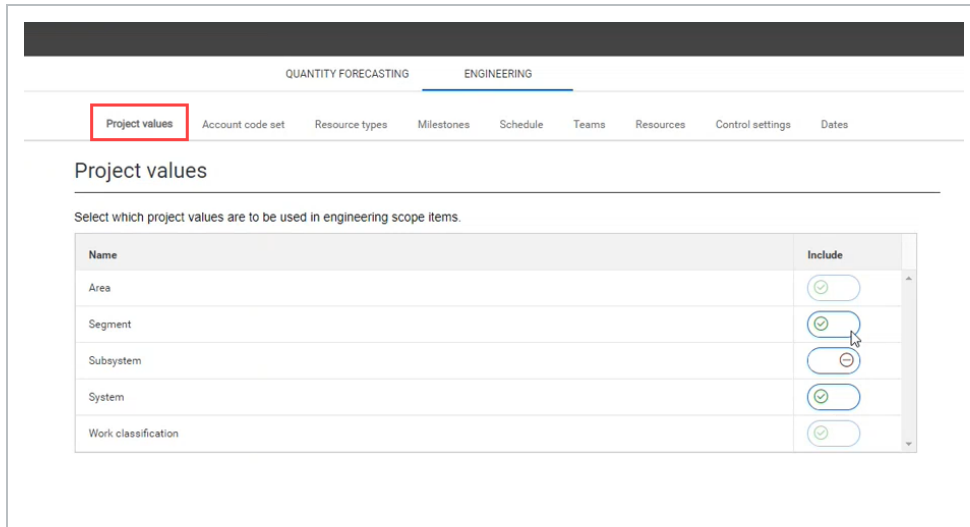 QUANTITY FORECASTING ENGINEERING
Project values Account code set Resource types Milestones Schedule Teams Resources Control settings Dates
Project values
Select which project values are to be used in engineering scope items.
Name Include
Area
Segment
Subsystem
System
Work classification